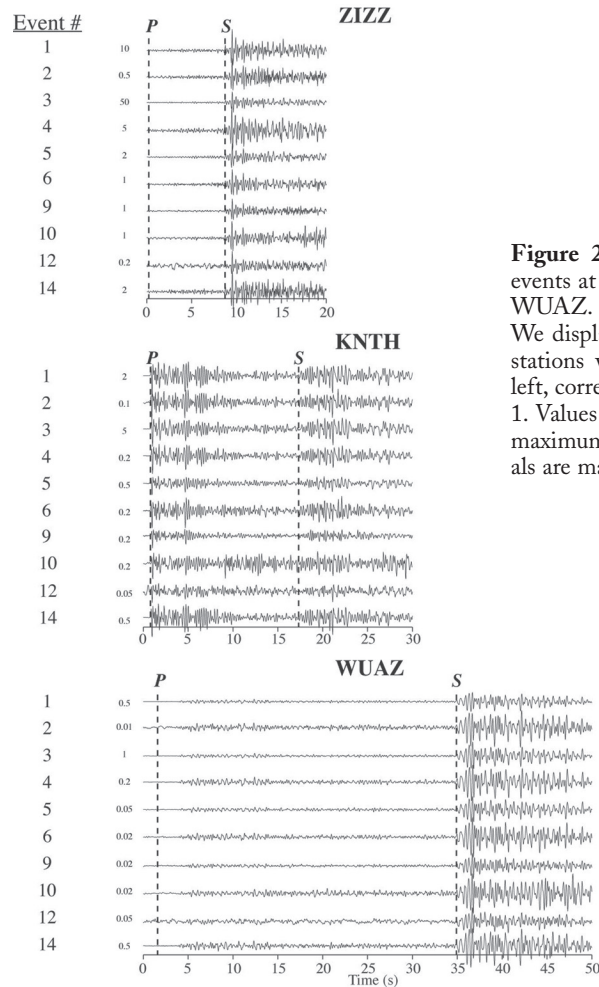 Event # P S ZIZZ
1 10
2 0.5
3 50
4 5
5 2
6 1
9 1
10 1
12 0.2
14 2
0 5 10 15 20
KNTH
P S
1 2
2 0.1
3 5
4 0.2
5 0.5
6 0.2
9 0.2
10 0.2
12 0.05
14 0.5
0 5 10 15 20 25 30
WUAZ
P S
1 0.5
2 0.01
3 1
4 0.2
5 0.05
6 0.02
9 0.02
10 0.02
12 0.05
14 0.5
0 5 10 15 20 25 30 35 40 45 50
Time (s)
Figure 2
events at
WUAZ.
We displ
stations v
left, corre
1. Values
maximun
als are ma